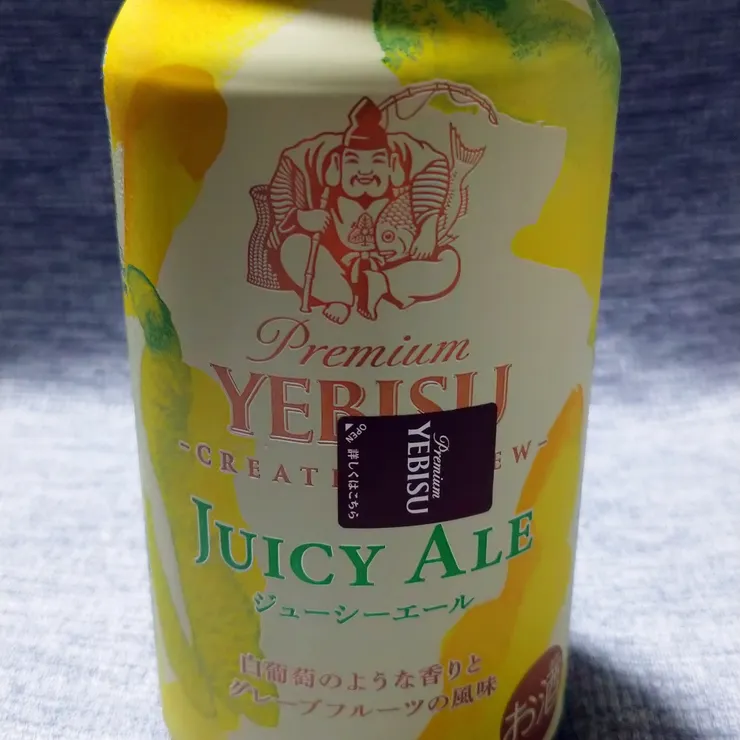 Premium
YEBISU
Premium
YEBISU
OPEN 詳しくはこちら
JUICY ALE
ジューシーエール
白葡萄のような香りと
グレープフルーツの風味
お酒